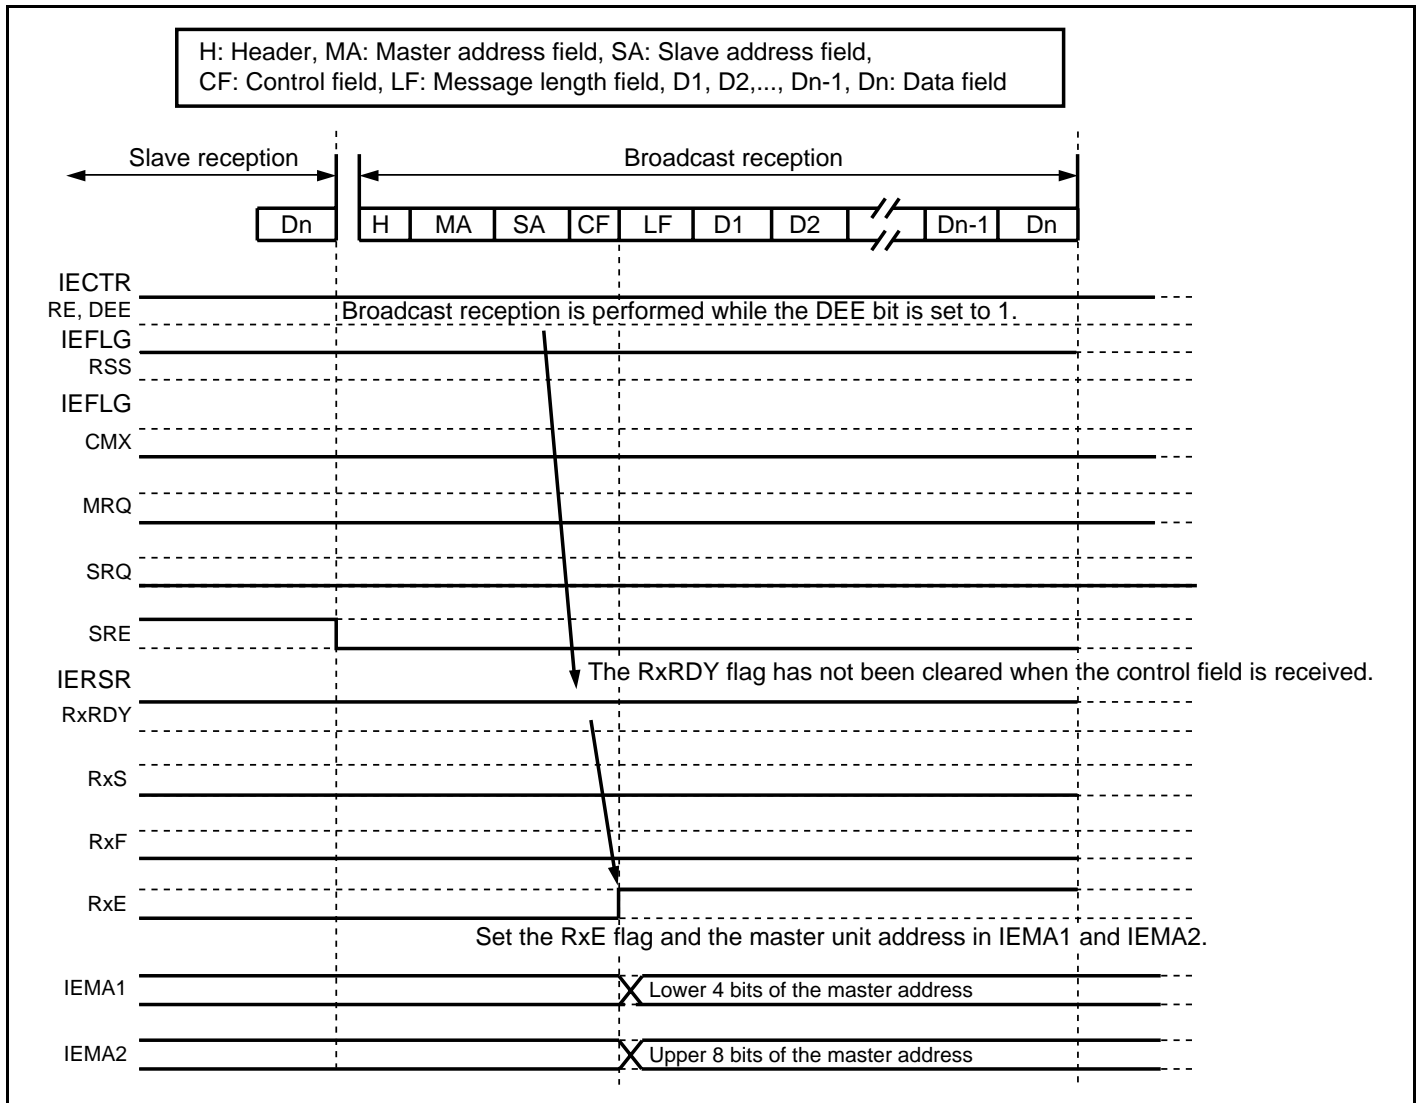 H: Header, MA: Master address field, SA: Slave address field,
CF: Control field, LF: Message length field, D1, D2,..., Dn-1, Dn: Data field
Slave reception Broadcast reception
Dn H MA SA CF LF D1 D2 Dn-1 Dn
IECTR
RE, DEE Broadcast reception is performed while the DEE bit is set to 1.
IEFLG
RSS
IEFLG
CMX
MRQ
SRQ
SRE
The RxRDY flag has not been cleared when the control field is received.
IERSR
RxRDY
RxS
RxF
RxE
Set the RxE flag and the master unit address in IEMA1 and IEMA2.
IEMA1 Lower 4 bits of the master address
IEMA2 Upper 8 bits of the master address